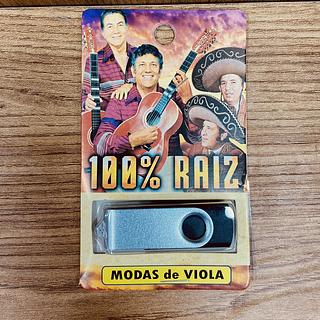 100% RAIZ
MODAS de VIOLA